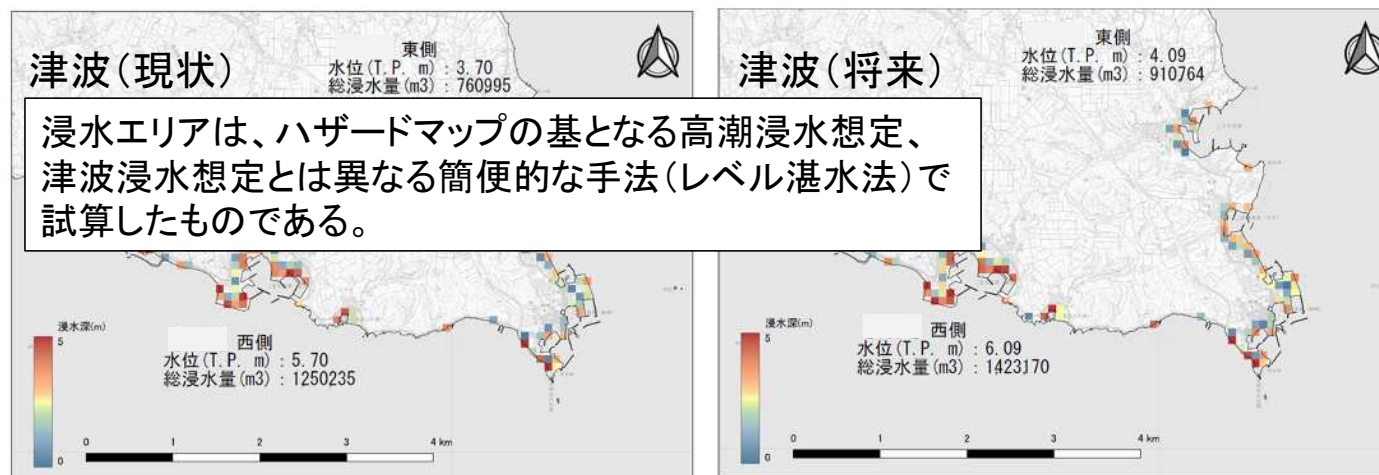 津波(現状)
東側
水位(T.P. m) : 3.70
総浸水量(m3) : 760995
津波(将来)
東側
水位(T.P. m) : 4.09
総浸水量(m3) : 910764
浸水エリアは、ハザードマップの基となる高潮浸水想定、
津波浸水想定とは異なる簡便的な手法(レベル湛水法)で
試算したものである。
浸水深(m)
5
0
西側
水位(T.P. m) : 5.70
総浸水量(m3) : 1250235
0 1 2 3 4 km
浸水深(m)
5
0
西側
水位(T.P. m) : 6.09
総浸水量(m3) : 1423170
0 1 2 3 4 km